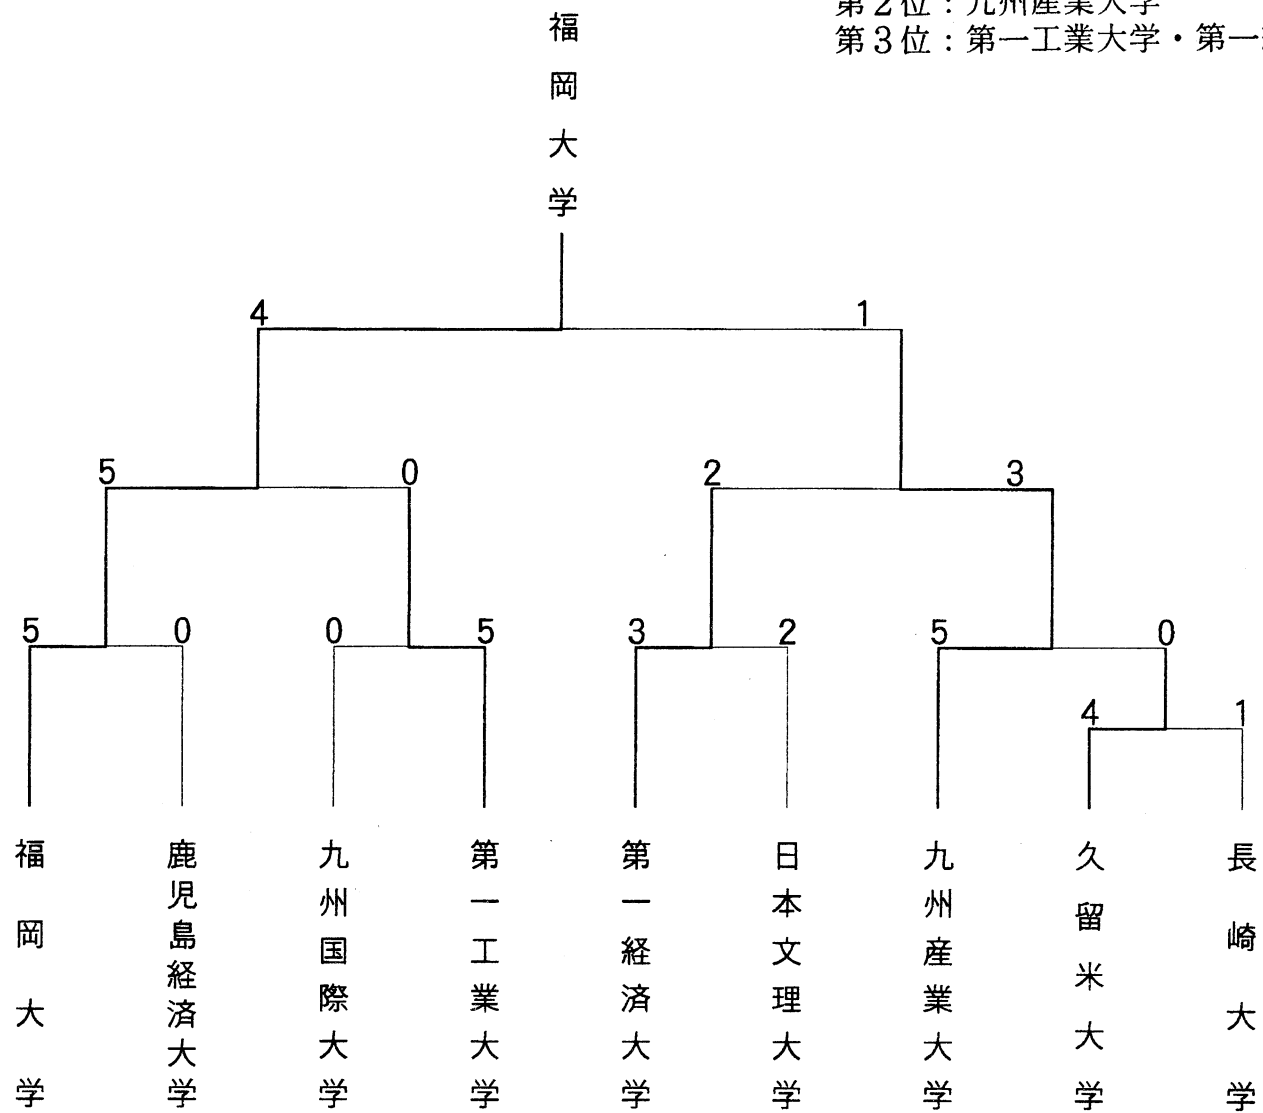 第2位：九州産業大学
第3位：第一工業大学・第一
福岡大学
4 1
5 0 2 3
5 0 0 5 3 2 5 0
4 1
福岡大学
鹿児島経済大学
九州国際大学
第一工業大学
第一経済大学
日本文理大学
九州産業大学
久留米大学
長崎大学